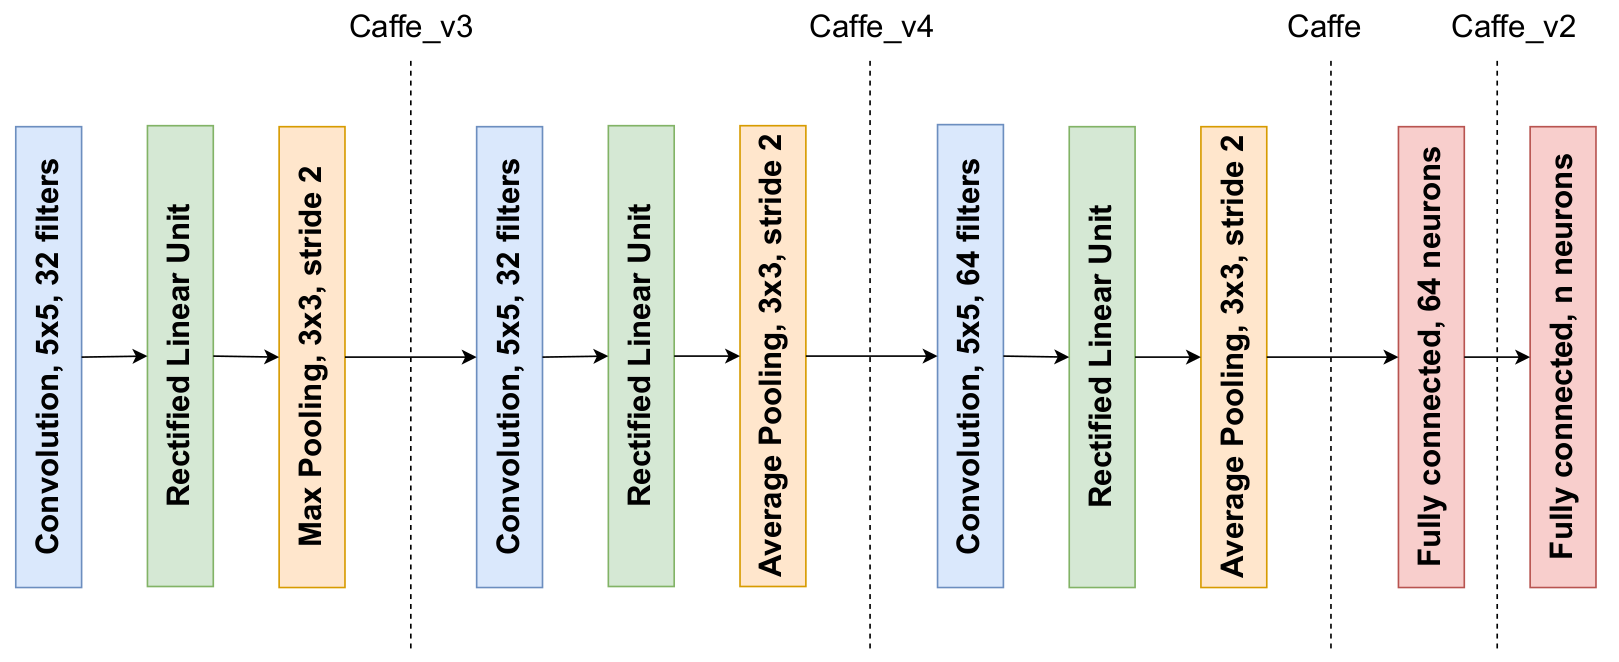 Caffe_v3
Caffe_v4
Caffe
Caffe_v2
Convolution, 5x5, 32 filters
Rectified Linear Unit
Max Pooling, 3x3, stride 2
Convolution, 5x5, 32 filters
Rectified Linear Unit
Average Pooling, 3x3, stride 2
Convolution, 5x5, 64 filters
Rectified Linear Unit
Average Pooling, 3x3, stride 2
Fully connected, 64 neurons
Fully connected, n neurons